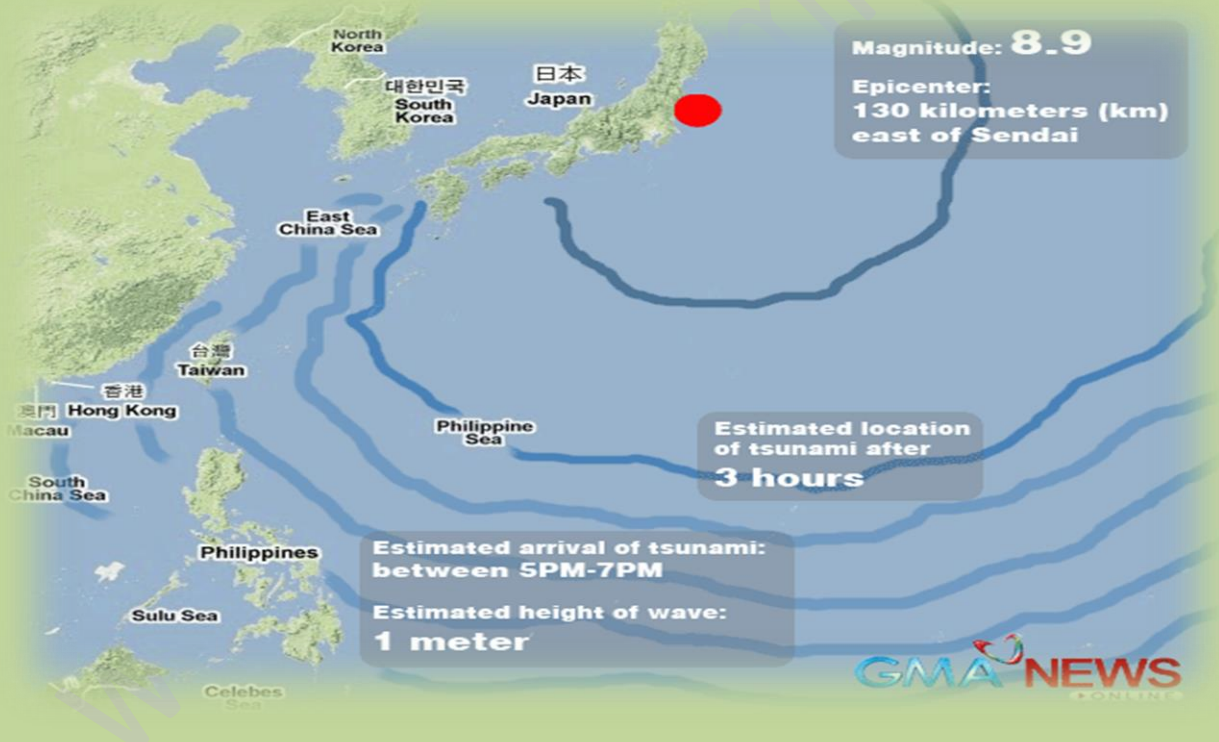 North
Korea
대한민국
South
Korea
日本
Japan
Magnitude: 8.9
Epicenter:
130 kilometers (km)
east of Sendai
East
China Sea
台灣
Taiwan
香港
Hong Kong
澳門
Macau
South
China Sea
Philippine
Sea
Estimated location
of tsunami after
3 hours
Philippines
Estimated arrival of tsunami:
between 5PM-7PM
Estimated height of wave:
1 meter
Sulu Sea
Celebes
Sea
GMA NEWS
ONLINE